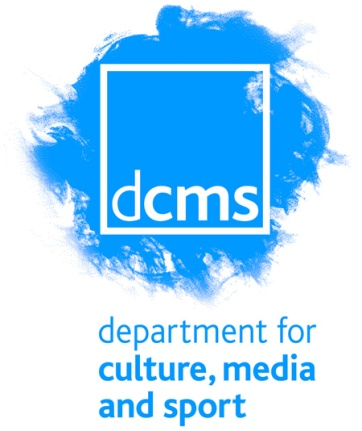 dcms
department for
culture, media
and sport